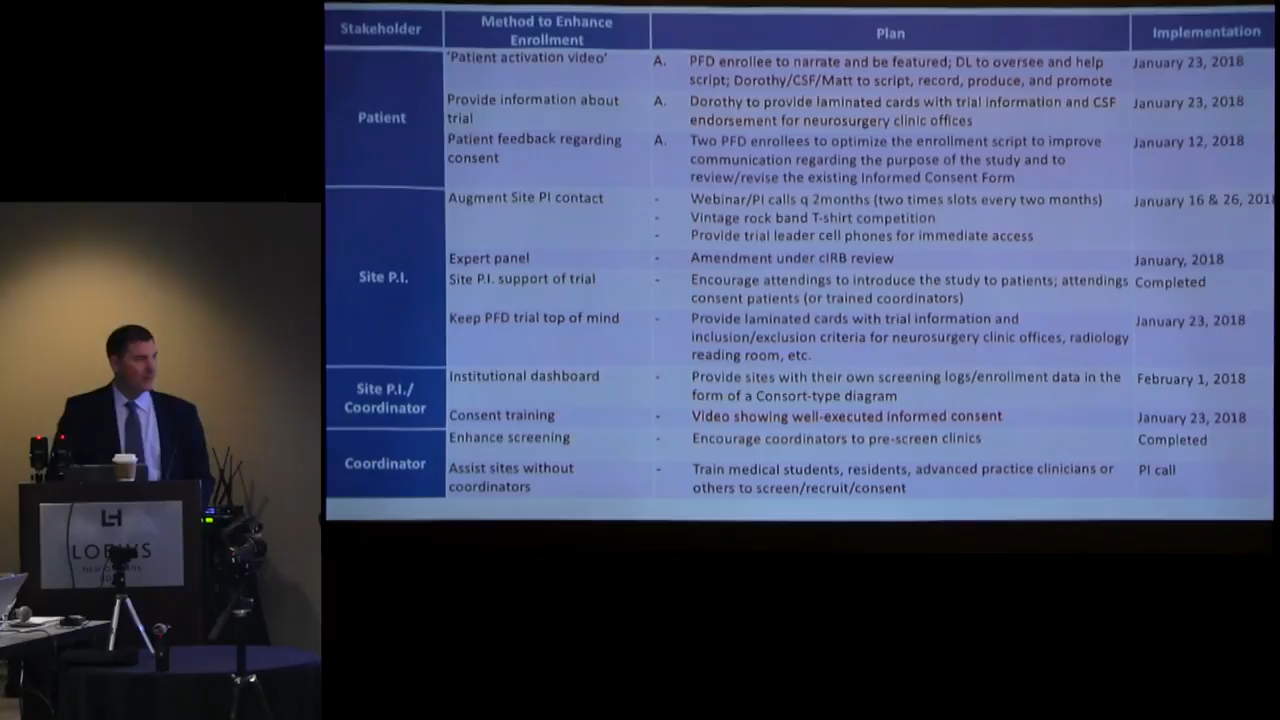 Stakeholder
Method to Enhance
Enrollment
Plan
Implementation
Patient
'Patient activation video'
A. PFD enrollee to narrate and be featured; DL to oversee and help
script; Dorothy/CSF/Matt to script, record, produce, and promote
January 23, 2018
Provide information about
trial
A. Dorothy to provide laminated cards with trial information and CSF
endorsement for neurosurgery clinic offices
January 23, 2018
Patient feedback regarding
consent
A. Two PFD enrollees to optimize the enrollment script to improve
communication regarding the purpose of the study and to
review/revise the existing Informed Consent Form
January 12, 2018
Site P.I.
Augment Site PI contact
- Webinar/PI calls q 2months (two times slots every two months)
- Vintage rock band T-shirt competition
- Provide trial leader cell phones for immediate access
January 16 & 26, 2018
Expert panel
- Amendment under cIRB review
January, 2018
Site P.I. support of trial
- Encourage attendings to introduce the study to patients; attendings
consent patients (or trained coordinators)
Completed
Keep PFD trial top of mind
- Provide laminated cards with trial information and
inclusion/exclusion criteria for neurosurgery clinic offices, radiology
reading room, etc.
January 23, 2018
Site P.I./
Coordinator
Institutional dashboard
- Provide sites with their own screening logs/enrollment data in the
form of a Consort-type diagram
February 1, 2018
Consent training
- Video showing well-executed informed consent
January 23, 2018
Coordinator
Enhance screening
- Encourage coordinators to pre-screen clinics
Completed
Assist sites without
coordinators
- Train medical students, residents, advanced practice clinicians or
others to screen/recruit/consent
PI call
LOEWS
NEW ORLEANS